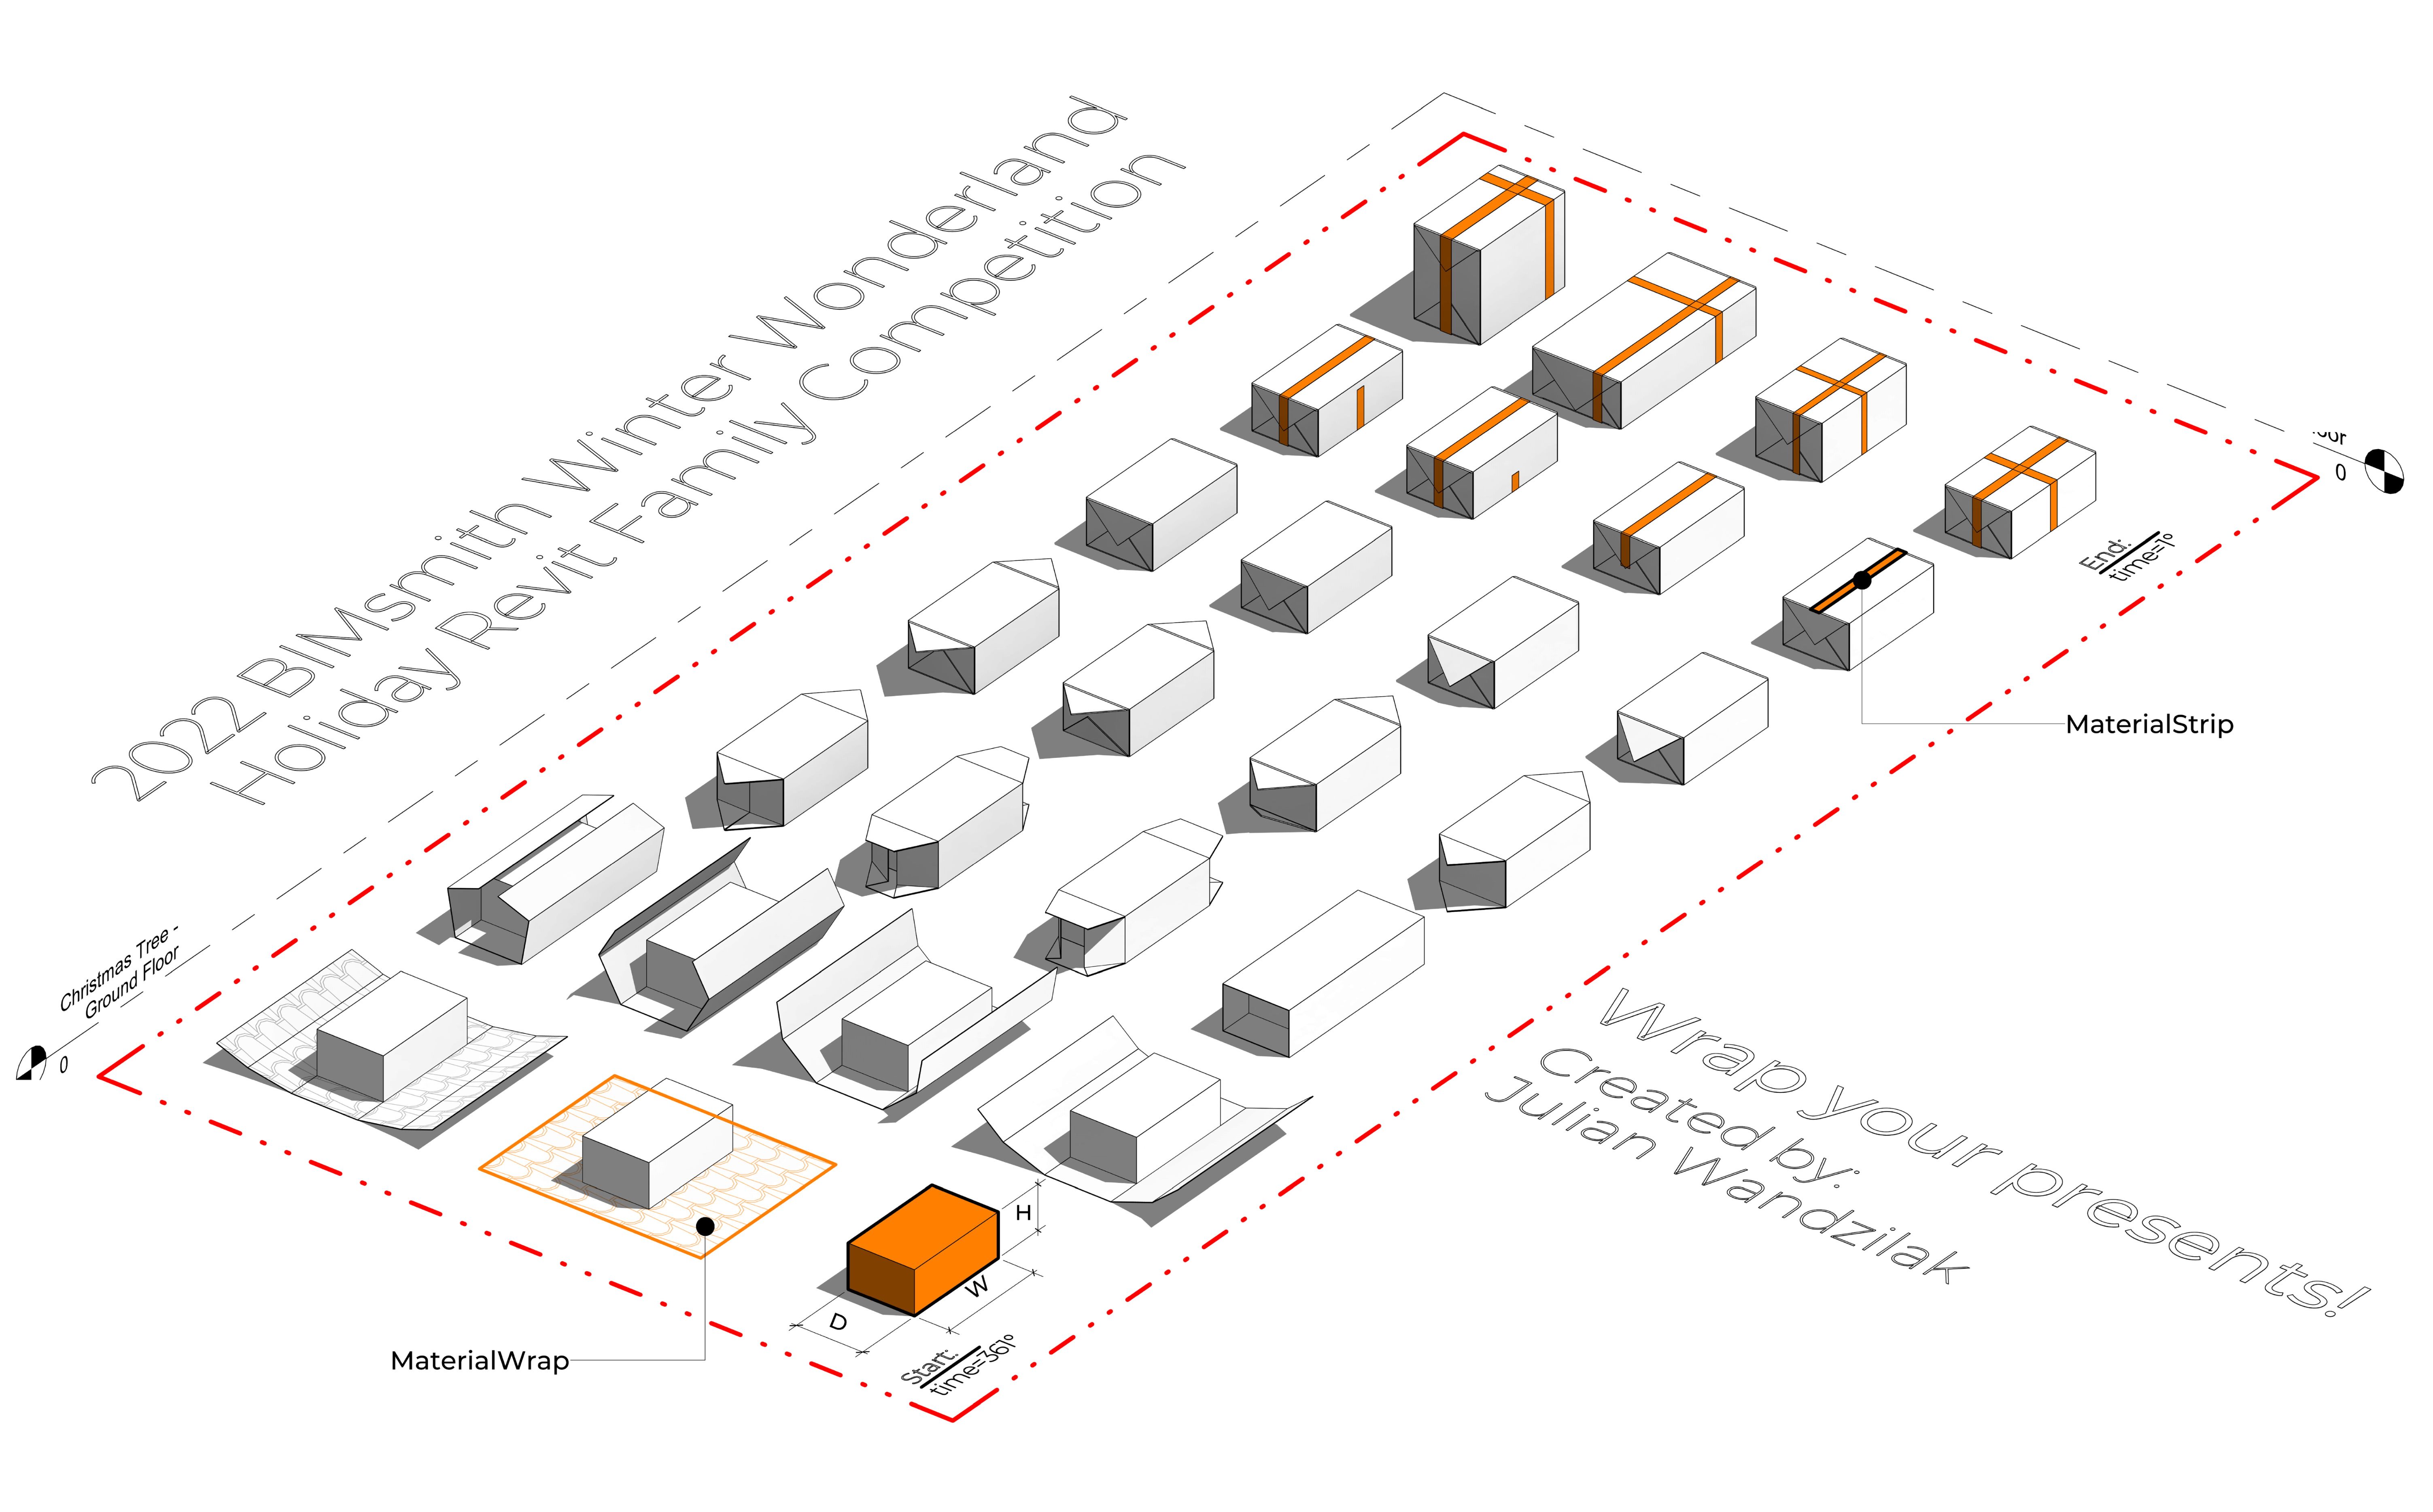 2022 BIMsmith Winter Wonderland
Holiday Revit Family Competition
Christmas Tree -
Ground Floor
0
0
End:
time=1°
MaterialStrip
Wrap your presents!
Created by:
Julian Wandzilak
H
W
D
Start:
time=361°
MaterialWrap